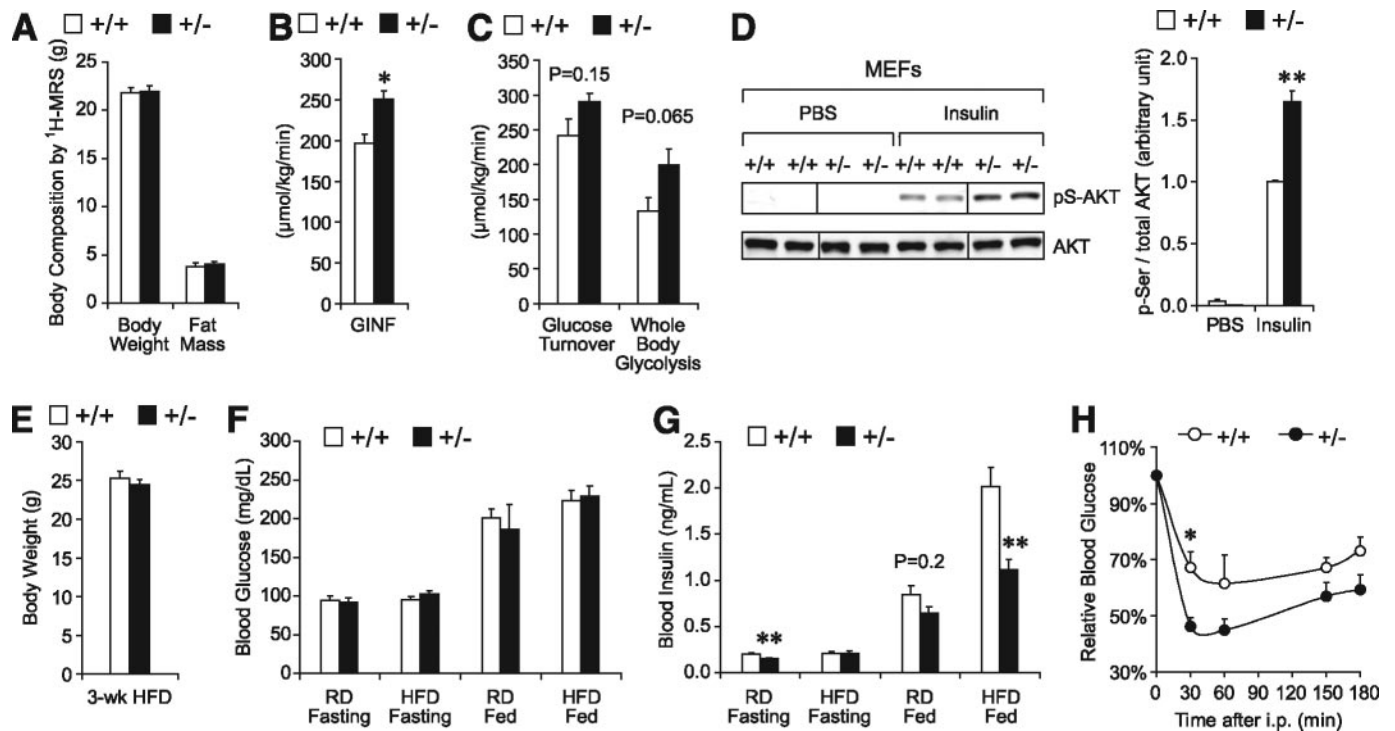 A
+/+ +/-
Body Composition by ¹H-MRS (g)
25
20
15
10
5
0
Body Weight
Fat Mass
B
+/+ +/-
(μmol/kg/min)
300
250
200
150
100
50
0
*
GINF
C
+/+ +/-
(μmol/kg/min)
400
350
300
250
200
150
100
50
0
P=0.15
P=0.065
Glucose Turnover
Whole Body Glycolysis
D
MEFs
PBS Insulin
+/+ +/+ +/- +/- +/+ +/+ +/- +/-
pS-AKT
AKT
+/+ +/-
p-Ser / total AKT (arbitrary unit)
2.0
1.5
1.0
0.5
0.0
**
PBS Insulin
E
+/+ +/-
Body Weight (g)
30
25
20
15
10
5
0
3-wk HFD
F
+/+ +/-
Blood Glucose (mg/dL)
300
250
200
150
100
50
0
RD Fasting
HFD Fasting
RD Fed
HFD Fed
G
+/+ +/-
Blood Insulin (ng/mL)
2.5
2.0
1.5
1.0
0.5
0.0
**
P=0.2
**
RD Fasting
HFD Fasting
RD Fed
HFD Fed
H
+/+ +/-
Relative Blood Glucose
110%
90%
70%
50%
30%
*
0 30 60 90 120 150 180
Time after i.p. (min)